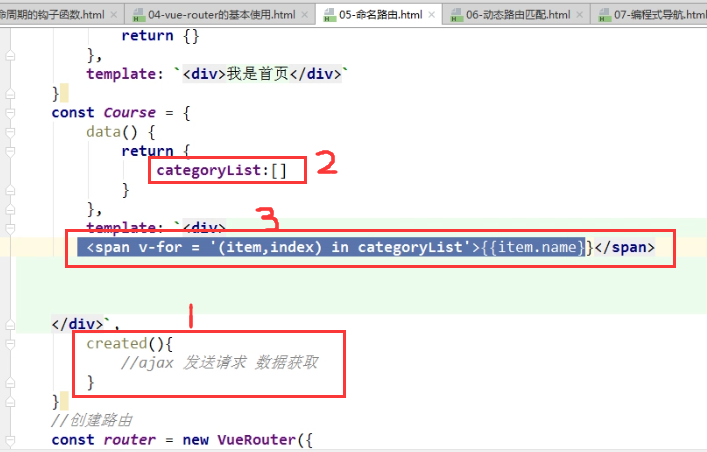 命周期的钩子函数.html × 04-vue-router的基本使用.html × 05-命名路由.html × 06-动态路由匹配.html × 07-编程式导航.html
return {}
},
template: `<div>我是首页</div>`
}
const Course = {
data() {
return {
categoryList:[]
2
}
},
3
template: `<div>
<span v-for = '(item,index) in categoryList'>{{item.name}}</span>
1
</div>`,
created(){
//ajax 发送请求 数据获取
}
}
//创建路由
const router = new VueRouter({